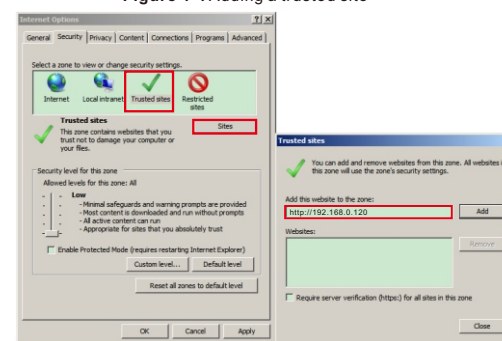 Internet Options
General Security Privacy Content Connections Programs Advanced
Select a zone to view or change security settings.
Internet Local intranet Trusted sites Restricted sites
Trusted sites
Sites
This zone contains websites that you
trust not to damage your computer or
your files.
Security level for this zone
Allowed levels for this zone: All
Low
- Minimal safeguards and warning prompts are provided
- Most content is downloaded and run without prompts
- All active content can run
- Appropriate for sites that you absolutely trust
Enable Protected Mode (requires restarting Internet Explorer)
Custom level... Default level
Reset all zones to default level
OK Cancel Apply
Trusted sites
You can add and remove websites from this zone. All websites
this zone will use the zone's security settings.
Add this website to the zone:
http://192.168.0.120 Add
Websites:
Remove
Require server verification (https:) for all sites in this zone
Close